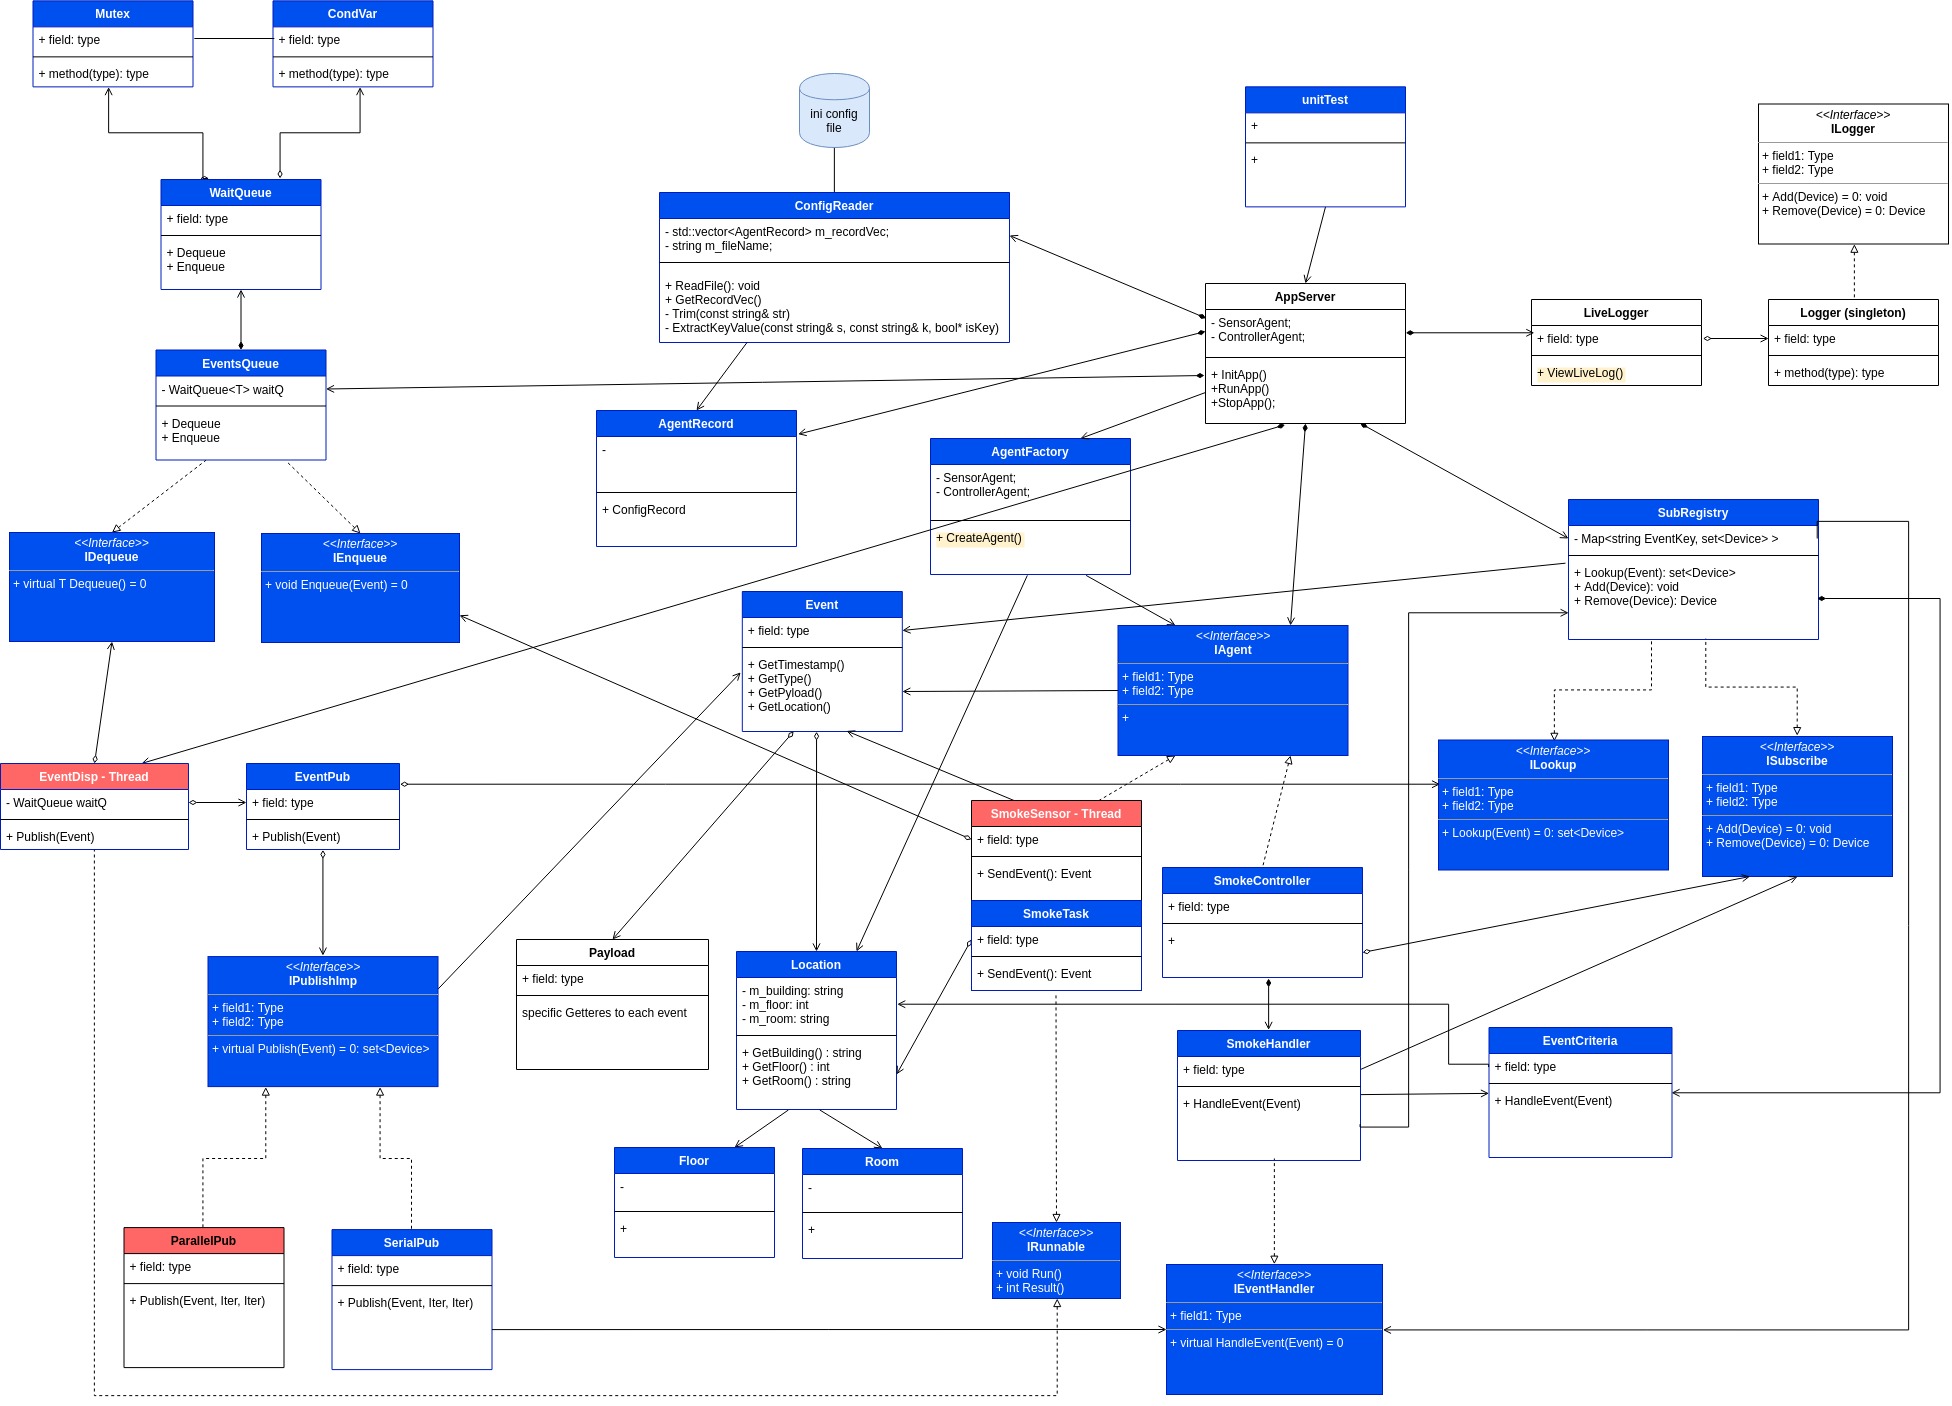 Mutex
+ field: type
+ method(type): type
CondVar
+ field: type
+ method(type): type
ini config
file
unitTest
+
+
<<Interface>>
ILogger
+ field1: Type
+ field2: Type
+ Add(Device) = 0: void
+ Remove(Device) = 0: Device
WaitQueue
+ field: type
+ Dequeue
+ Enqueue
ConfigReader
- std::vector<AgentRecord> m_recordVec;
- string m_fileName;
+ ReadFile(): void
+ GetRecordVec()
- Trim(const string& str)
- ExtractKeyValue(const string& s, const string& k, bool* isKey)
AppServer
- SensorAgent;
- ControllerAgent;
+ InitApp()
+RunApp()
+StopApp();
LiveLogger
+ field: type
+ ViewLiveLog()
Logger (singleton)
+ field: type
+ method(type): type
EventsQueue
- WaitQueue<T> waitQ
+ Dequeue
+ Enqueue
AgentRecord
-
+ ConfigRecord
AgentFactory
- SensorAgent;
- ControllerAgent;
+ CreateAgent()
SubRegistry
- Map<string EventKey, set<Device> >
+ Lookup(Event): set<Device>
+ Add(Device): void
+ Remove(Device): Device
<<Interface>>
IDequeue
+ virtual T Dequeue() = 0
<<Interface>>
IEnqueue
+ void Enqueue(Event) = 0
Event
+ field: type
+ GetTimestamp()
+ GetType()
+ GetPyload()
+ GetLocation()
<<Interface>>
IAgent
+ field1: Type
+ field2: Type
+
EventDisp - Thread
- WaitQueue waitQ
+ Publish(Event)
EventPub
+ field: type
+ Publish(Event)
<<Interface>>
ILookup
+ field1: Type
+ field2: Type
+ Lookup(Event) = 0: set<Device>
<<Interface>>
ISubscribe
+ field1: Type
+ field2: Type
+ Add(Device) = 0: void
+ Remove(Device) = 0: Device
SmokeSensor - Thread
+ field: type
+ SendEvent(): Event
SmokeTask
+ field: type
+ SendEvent(): Event
SmokeController
+ field: type
+
<<Interface>>
IPublishImp
+ field1: Type
+ field2: Type
+ virtual Publish(Event) = 0: set<Device>
Payload
+ field: type
specific Getteres to each event
Location
- m_building: string
- m_floor: int
- m_room: string
+ GetBuilding() : string
+ GetFloor() : int
+ GetRoom() : string
SmokeHandler
+ field: type
+ HandleEvent(Event)
EventCriteria
+ field: type
+ HandleEvent(Event)
Floor
-
+
Room
-
+
ParallelPub
+ field: type
+ Publish(Event, Iter, Iter)
SerialPub
+ field: type
+ Publish(Event, Iter, Iter)
<<Interface>>
IRunnable
+ void Run()
+ int Result()
<<Interface>>
IEventHandler
+ field1: Type
+ virtual HandleEvent(Event) = 0